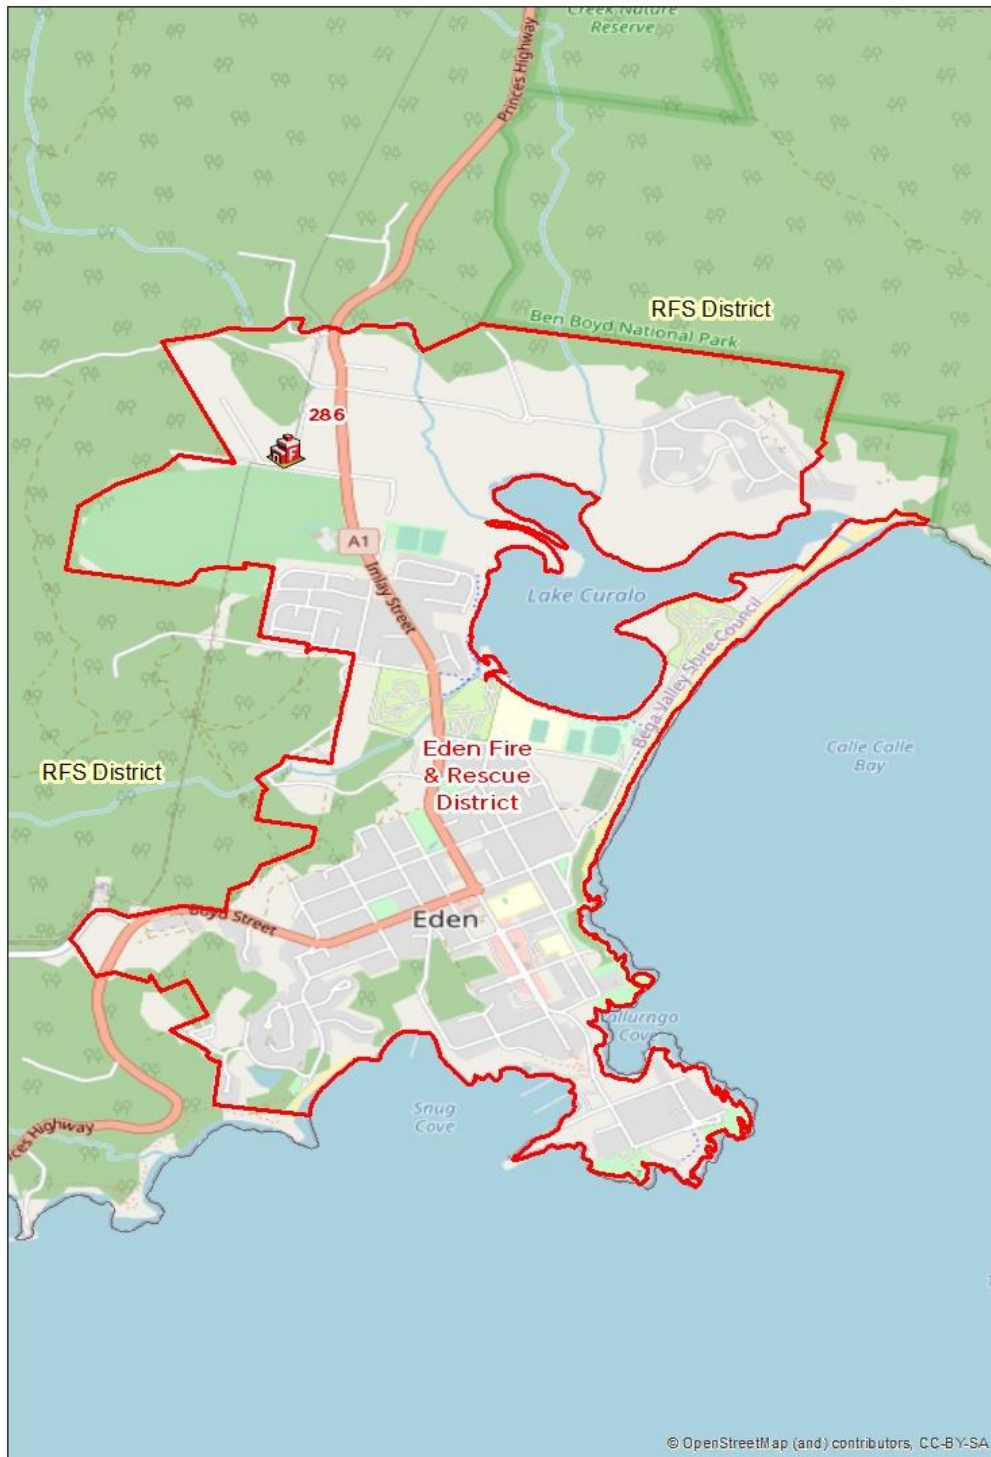 Creek Nature
Reserve
Princes Highway
RFS District
Ben Boyd National Park
286
A1
Imlay Street
Lake Curalo
Bega Valley Shire Council
Calle Calle
Bay
Eden Fire
& Rescue
District
RFS District
Boyd Street
Eden
Cove
Snug
Cove
ces Highway
© OpenStreetMap (and) contributors, CC-BY-SA